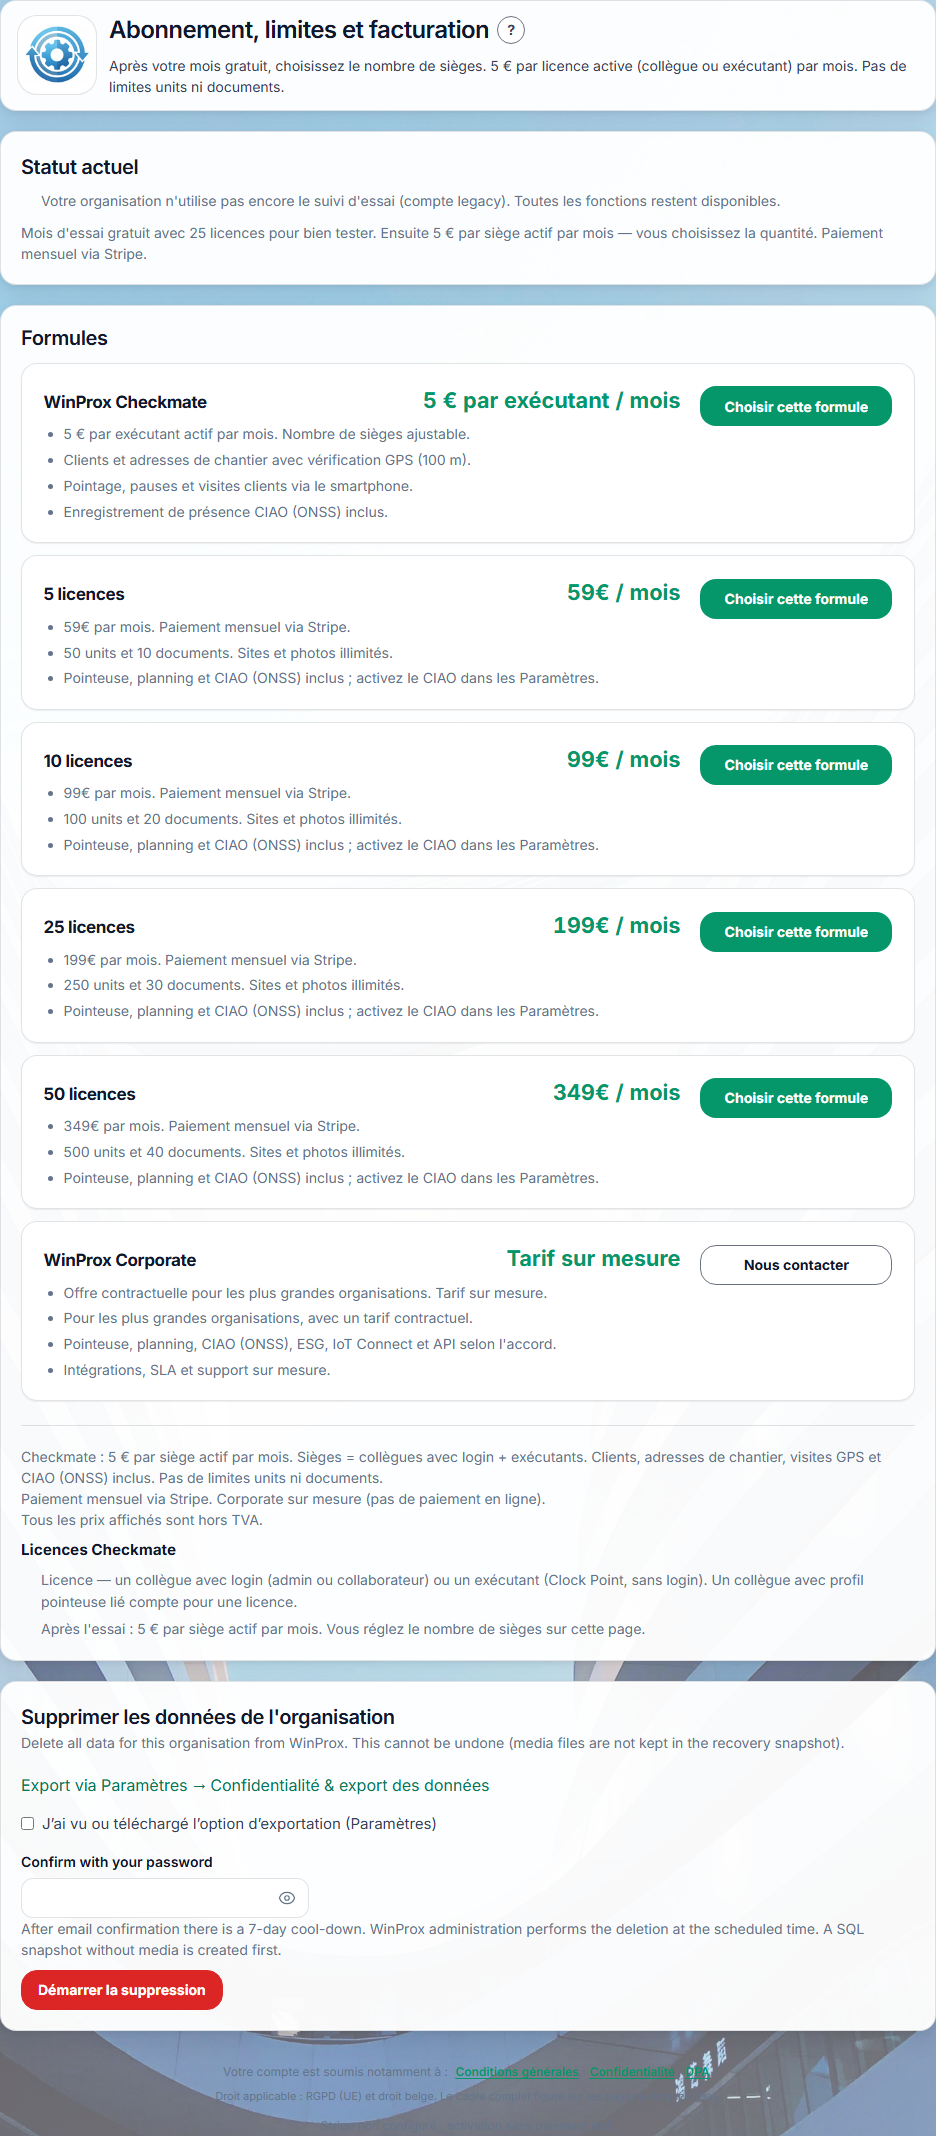 Abonnement, limites et facturation ?
Après votre mois gratuit, choisissez le nombre de sièges. 5 € par licence active (collègue ou exécutant) par mois. Pas de
limites units ni documents.
Statut actuel
Votre organisation n'utilise pas encore le suivi d'essai (compte legacy). Toutes les fonctions restent disponibles.
Mois d'essai gratuit avec 25 licences pour bien tester. Ensuite 5 € par siège actif par mois — vous choisissez la quantité. Paiement
mensuel via Stripe.
Formules
WinProx Checkmate
5 € par exécutant / mois
Choisir cette formule
• 5 € par exécutant actif par mois. Nombre de sièges ajustable.
• Clients et adresses de chantier avec vérification GPS (100 m).
• Pointage, pauses et visites clients via le smartphone.
• Enregistrement de présence CIAO (ONSS) inclus.
5 licences
59€ / mois
Choisir cette formule
• 59€ par mois. Paiement mensuel via Stripe.
• 50 units et 10 documents. Sites et photos illimités.
• Pointeuse, planning et CIAO (ONSS) inclus ; activez le CIAO dans les Paramètres.
10 licences
99€ / mois
Choisir cette formule
• 99€ par mois. Paiement mensuel via Stripe.
• 100 units et 20 documents. Sites et photos illimités.
• Pointeuse, planning et CIAO (ONSS) inclus ; activez le CIAO dans les Paramètres.
25 licences
199€ / mois
Choisir cette formule
• 199€ par mois. Paiement mensuel via Stripe.
• 250 units et 30 documents. Sites et photos illimités.
• Pointeuse, planning et CIAO (ONSS) inclus ; activez le CIAO dans les Paramètres.
50 licences
349€ / mois
Choisir cette formule
• 349€ par mois. Paiement mensuel via Stripe.
• 500 units et 40 documents. Sites et photos illimités.
• Pointeuse, planning et CIAO (ONSS) inclus ; activez le CIAO dans les Paramètres.
WinProx Corporate
Tarif sur mesure
Nous contacter
• Offre contractuelle pour les plus grandes organisations. Tarif sur mesure.
• Pour les plus grandes organisations, avec un tarif contractuel.
• Pointeuse, planning, CIAO (ONSS), ESG, IoT Connect et API selon l'accord.
• Intégrations, SLA et support sur mesure.
Checkmate : 5 € par siège actif par mois. Sièges = collègues avec login + exécutants. Clients, adresses de chantier, visites GPS et
CIAO (ONSS) inclus. Pas de limites units ni documents.
Paiement mensuel via Stripe. Corporate sur mesure (pas de paiement en ligne).
Tous les prix affichés sont hors TVA.
Licences Checkmate
Licence — un collègue avec login (admin ou collaborateur) ou un exécutant (Clock Point, sans login). Un collègue avec profil
pointeuse lié compte pour une licence.
Après l'essai : 5 € par siège actif par mois. Vous réglez le nombre de sièges sur cette page.
Supprimer les données de l'organisation
Delete all data for this organisation from WinProx. This cannot be undone (media files are not kept in the recovery snapshot).
Export via Paramètres → Confidentialité & export des données
J’ai vu ou téléchargé l’option d’exportation (Paramètres)
Confirm with your password
After email confirmation there is a 7-day cool-down. WinProx administration performs the deletion at the scheduled time. A SQL
snapshot without media is created first.
Démarrer la suppression
Votre compte est soumis notamment à : Conditions générales · Confidentialité · DPA
Droit applicable : RGPD (UE) et droit belge. Le cadre complet